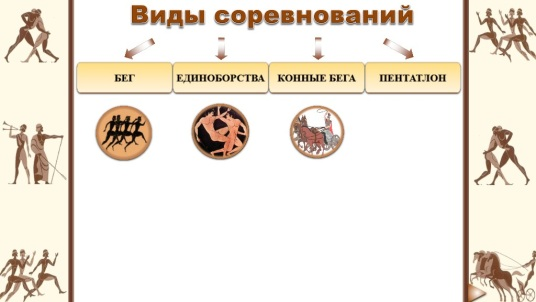 Виды соревнований
БЕГ
ЕДИНОБОРСТВА
КОННЫЕ БЕГА
ПЕНТАТЛОН